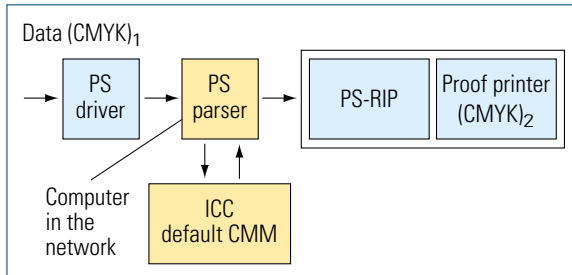 Data (CMYK)1
PS
driver
PS
parser
PS-RIP
Proof printer
(CMYK)2
Computer
in the
network
ICC
default CMM